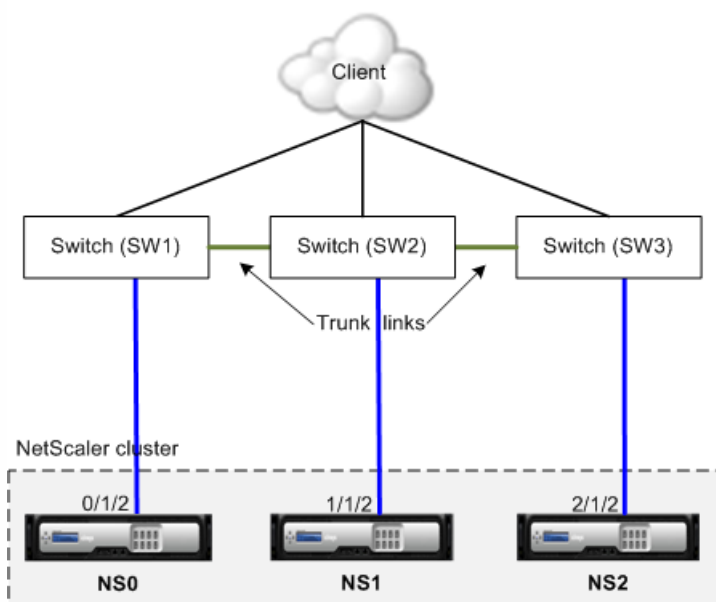 Client
Switch (SW1)
Switch (SW2)
Switch (SW3)
Trunk links
NetScaler cluster
0/1/2
1/1/2
2/1/2
NS0
NS1
NS2